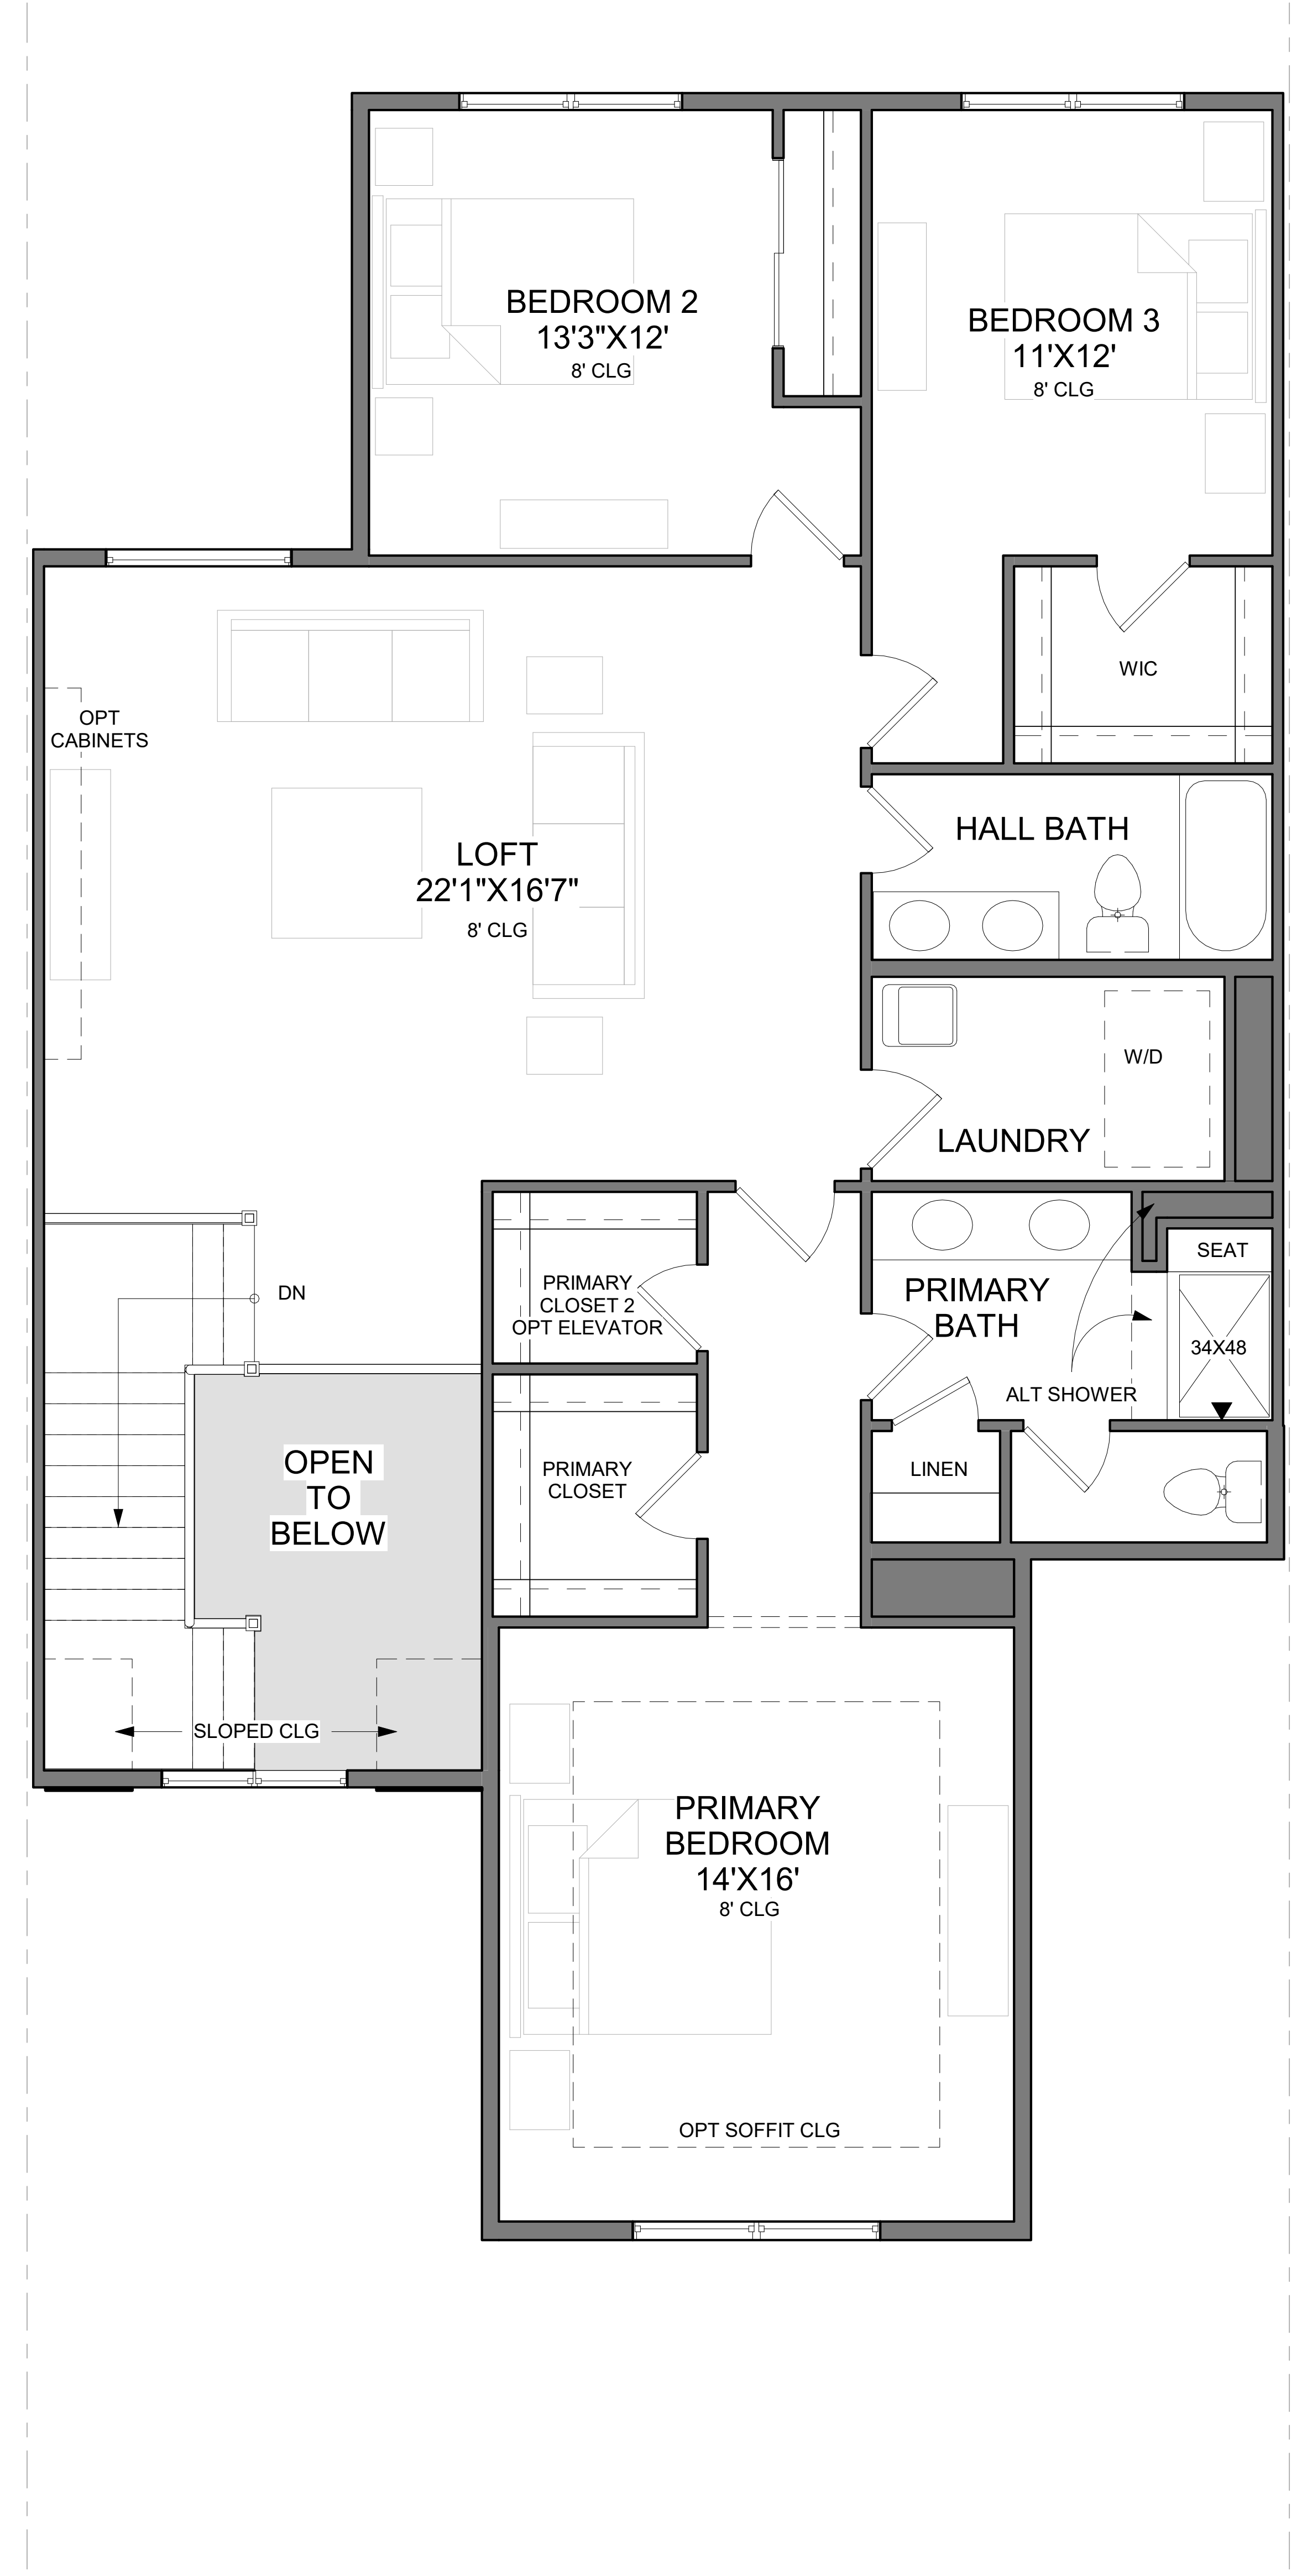 BEDROOM 2
13'3"X12'
8' CLG
BEDROOM 3
11'X12'
8' CLG
WIC
OPT
CABINETS
LOFT
22'1"X16'7"
8' CLG
HALL BATH
W/D
LAUNDRY
DN
PRIMARY
CLOSET 2
OPT ELEVATOR
PRIMARY
BATH
SEAT
34X48
ALT SHOWER
OPEN
TO
BELOW
PRIMARY
CLOSET
LINEN
SLOPED CLG
PRIMARY
BEDROOM
14'X16'
8' CLG
OPT SOFFIT CLG